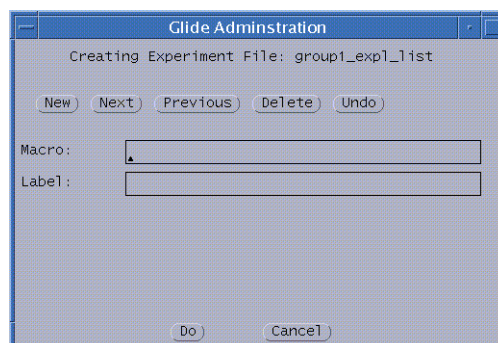 Glide Adminstration
Creating Experiment File: group1_expl_list
New Next Previous Delete Undo
Macro:
Label:
Do Cancel